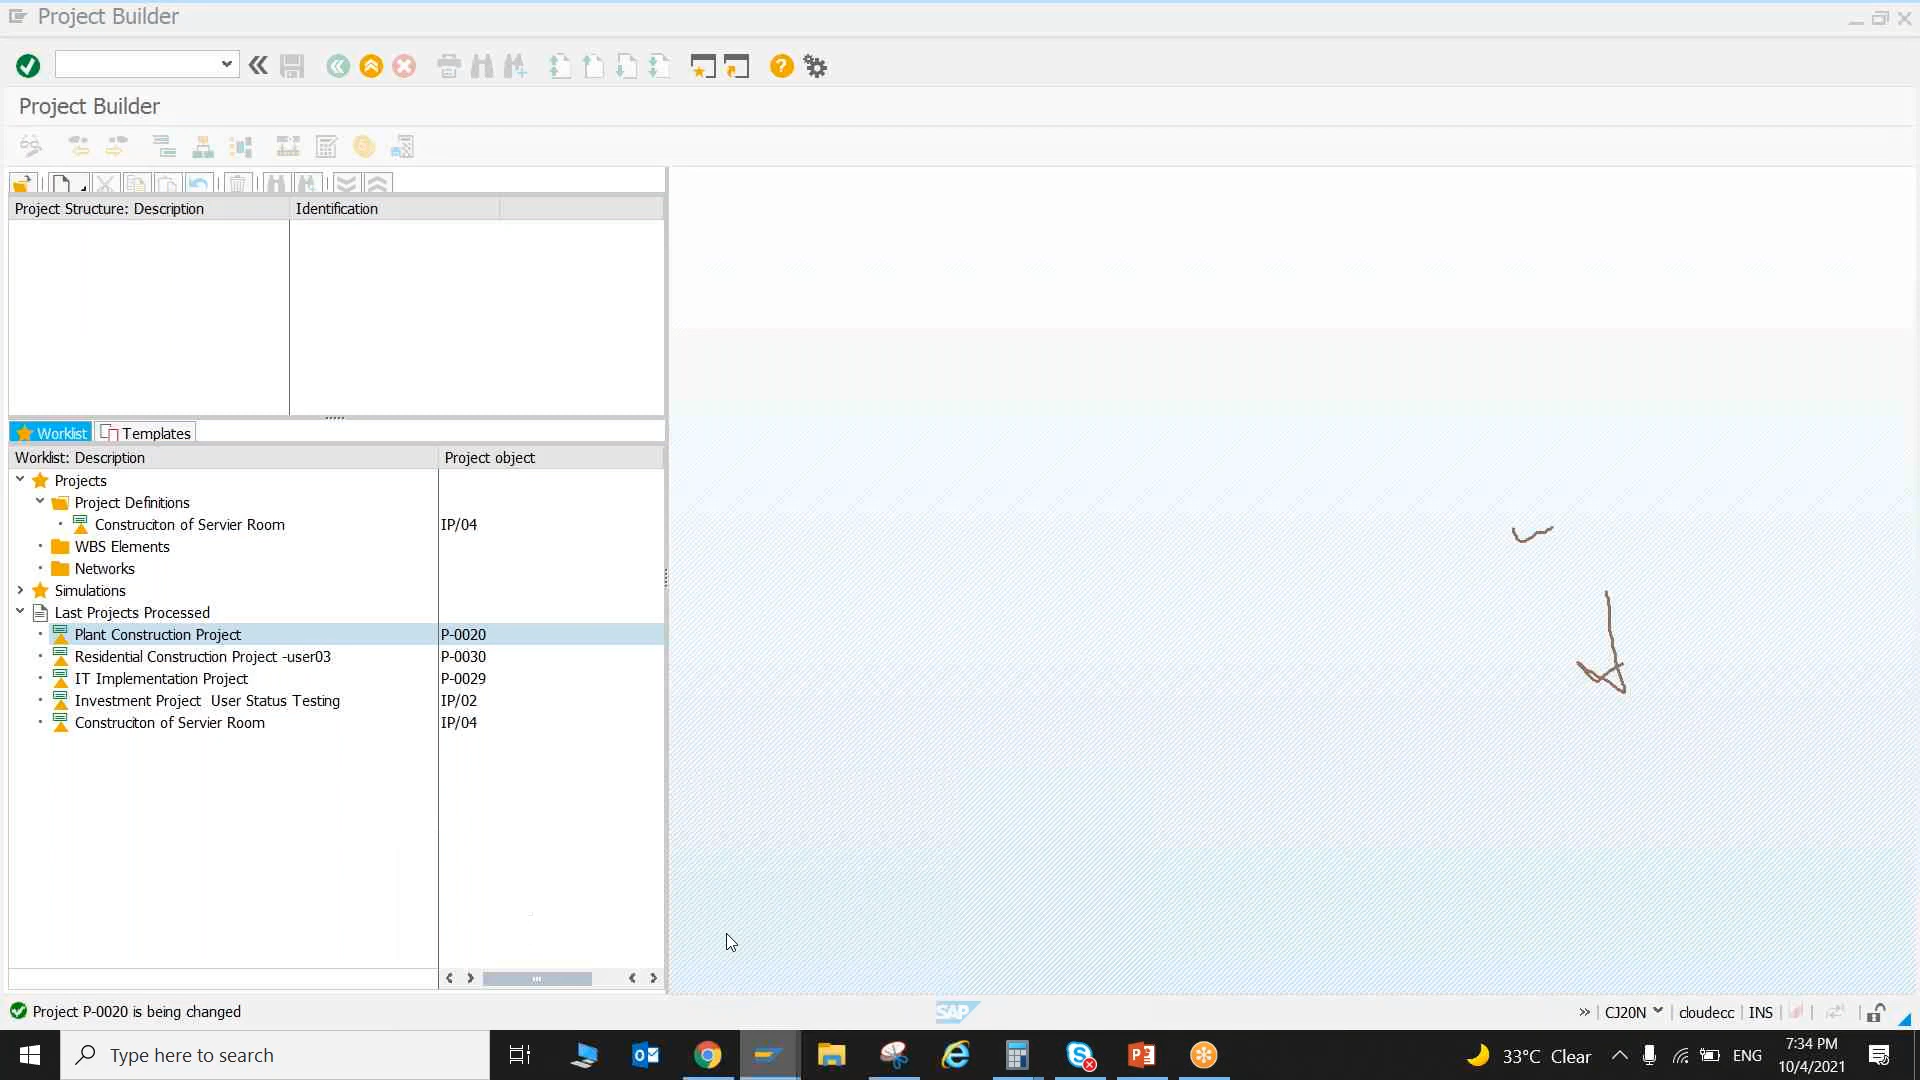 Project Builder
Project Builder
Project Structure: Description Identification
Worklist Templates
Worklist: Description Project object
Projects
Project Definitions
Construciton of Servier Room IP/04
WBS Elements
Networks
Simulations
Last Projects Processed
Plant Construction Project P-0020
Residential Construction Project -user03 P-0030
IT Implementation Project P-0029
Investment Project User Status Testing IP/02
Construciton of Servier Room IP/04
Project P-0020 is being changed SAP CJ20N cloudecc INS
Type here to search 33°C Clear ENG 7:34 PM
10/4/2021